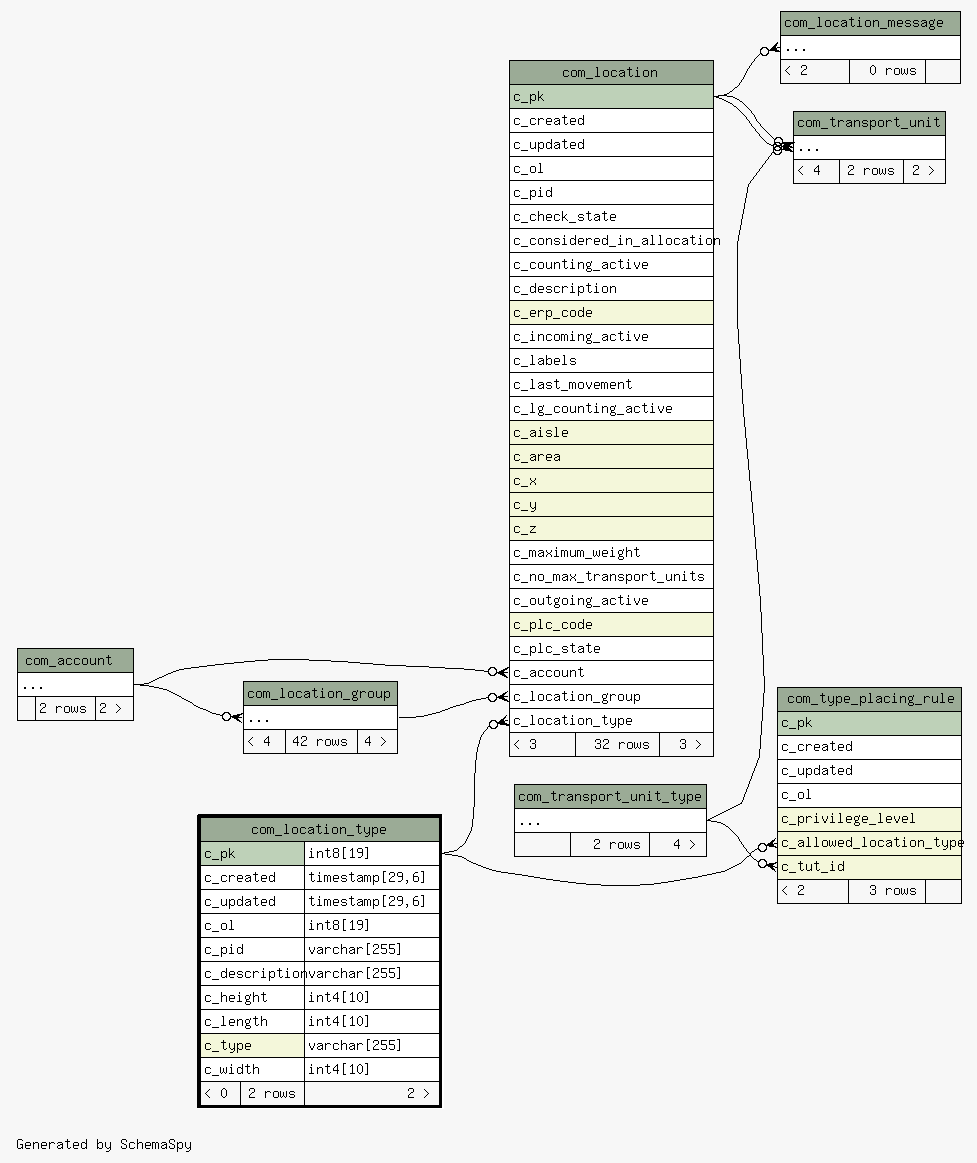 com_location_message
...
< 2 0 rows
com_location
c_pk
c_created
c_updated
c_ol
c_pid
c_check_state
c_considered_in_allocation
c_counting_active
c_description
c_erp_code
c_incoming_active
c_labels
c_last_movement
c_lg_counting_active
c_aisle
c_area
c_x
c_y
c_z
c_maximum_weight
c_no_max_transport_units
c_outgoing_active
c_plc_code
c_plc_state
c_account
c_location_group
c_location_type
< 3 32 rows 3 >
com_transport_unit
...
< 4 2 rows 2 >
com_account
...
2 rows 2 >
com_location_group
...
< 4 42 rows 4 >
com_type_placing_rule
c_pk
c_created
c_updated
c_ol
c_privilege_level
c_allowed_location_type
c_tut_id
< 2 3 rows
com_transport_unit_type
...
2 rows 4 >
com_location_type
c_pk int8[19]
c_created timestamp[29,6]
c_updated timestamp[29,6]
c_ol int8[19]
c_pid varchar[255]
c_description varchar[255]
c_height int4[10]
c_length int4[10]
c_type varchar[255]
c_width int4[10]
< 0 2 rows 2 >
Generated by SchemaSpy